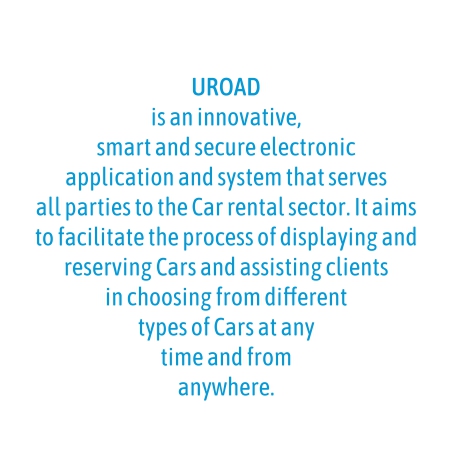 UROAD
is an innovative,
smart and secure electronic
application and system that serves
all parties to the Car rental sector. It aims
to facilitate the process of displaying and
reserving Cars and assisting clients
in choosing from different
types of Cars at any
time and from
anywhere.